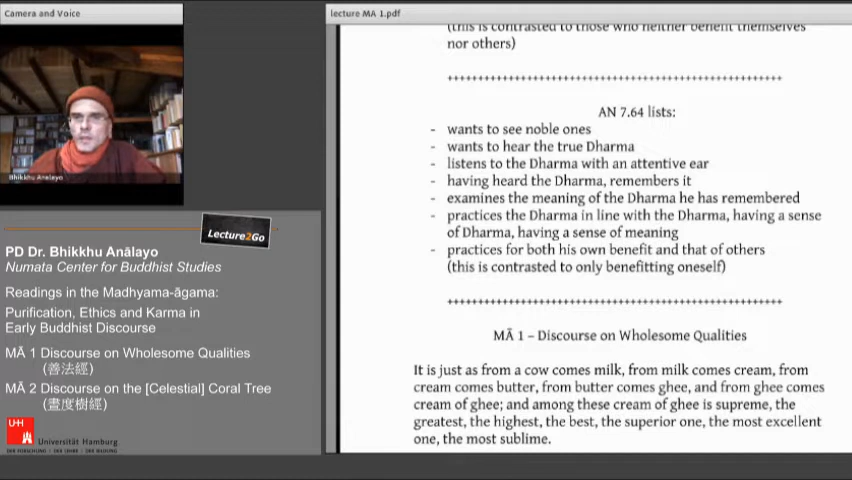 Camera and Voice
Bhikkhu Analayo
Lecture2Go
PD Dr. Bhikkhu Anālayo
Numata Center for Buddhist Studies
Readings in the Madhyama-āgama:
Purification, Ethics and Karma in
Early Buddhist Discourse
MĀ 1 Discourse on Wholesome Qualities
(善法經)
MĀ 2 Discourse on the [Celestial] Coral Tree
(晝度樹經)
UH
Universität Hamburg
DER FORSCHUNG | DER LEHRE | DER BILDUNG
lecture MA 1.pdf
(this is contrasted to those who neither benefit themselves
nor others)
++++++++++++++++++++++++++++++++++++++++++++++++++++++
AN 7.64 lists:
- wants to see noble ones
- wants to hear the true Dharma
- listens to the Dharma with an attentive ear
- having heard the Dharma, remembers it
- examines the meaning of the Dharma he has remembered
- practices the Dharma in line with the Dharma, having a sense
of Dharma, having a sense of meaning
- practices for both his own benefit and that of others
(this is contrasted to only benefitting oneself)
++++++++++++++++++++++++++++++++++++++++++++++++++++++
MĀ 1 – Discourse on Wholesome Qualities
It is just as from a cow comes milk, from milk comes cream, from
cream comes butter, from butter comes ghee, and from ghee comes
cream of ghee; and among these cream of ghee is supreme, the
greatest, the highest, the best, the superior one, the most excellent
one, the most sublime.